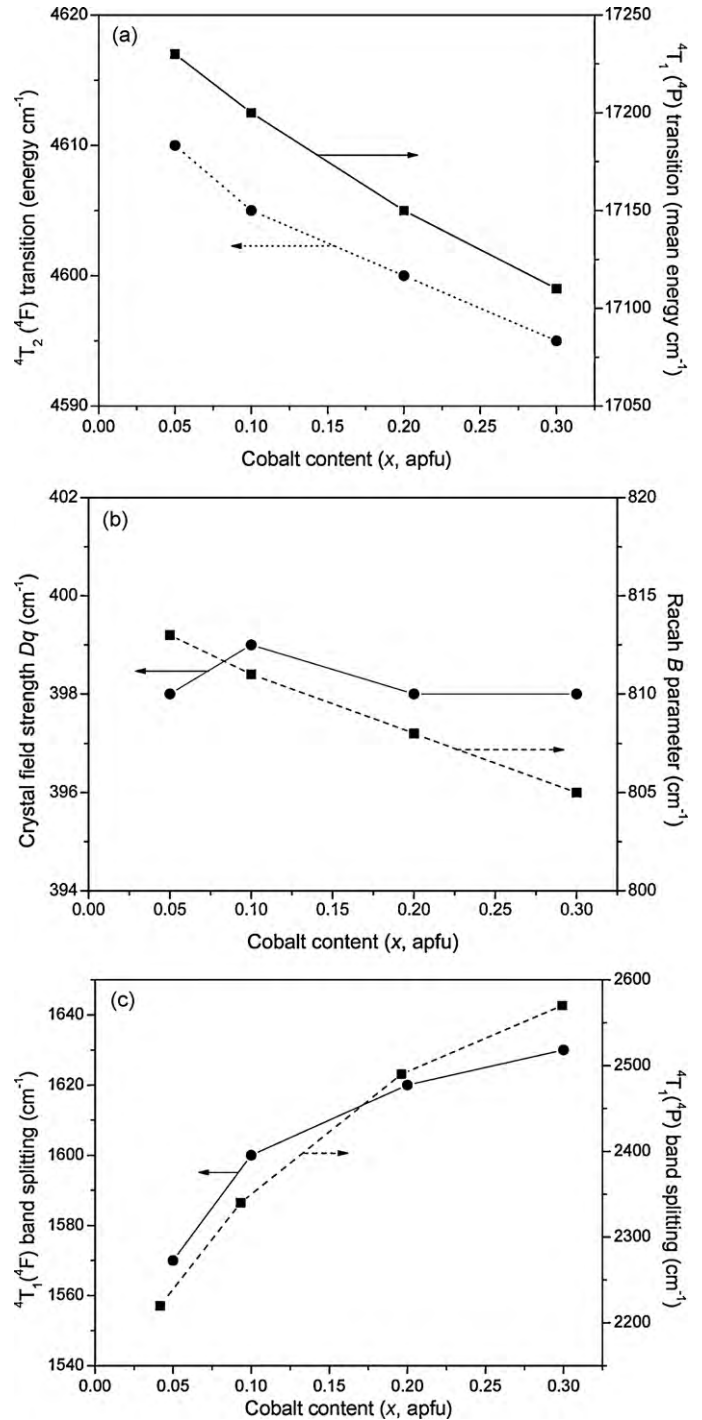 (a)
4620
4610
4600
4590
⁴T₂ (⁴F) transition (energy cm⁻¹)
17250
17200
17150
17100
17050
⁴T₁ (⁴P) transition (mean energy cm⁻¹)
0.00 0.05 0.10 0.15 0.20 0.25 0.30
Cobalt content (x, apfu)
(b)
402
400
398
396
394
Crystal field strength Dq (cm⁻¹)
820
815
810
805
800
Racah B parameter (cm⁻¹)
0.00 0.05 0.10 0.15 0.20 0.25 0.30
Cobalt content (x, apfu)
(c)
1640
1620
1600
1570
1560
1540
⁴T₁(⁴F) band splitting (cm⁻¹)
2600
2500
2400
2300
2200
⁴T₁(⁴P) band splitting
(cm⁻¹)
0.00 0.05 0.10 0.15 0.20 0.25 0.30
Cobalt content (x, apfu)